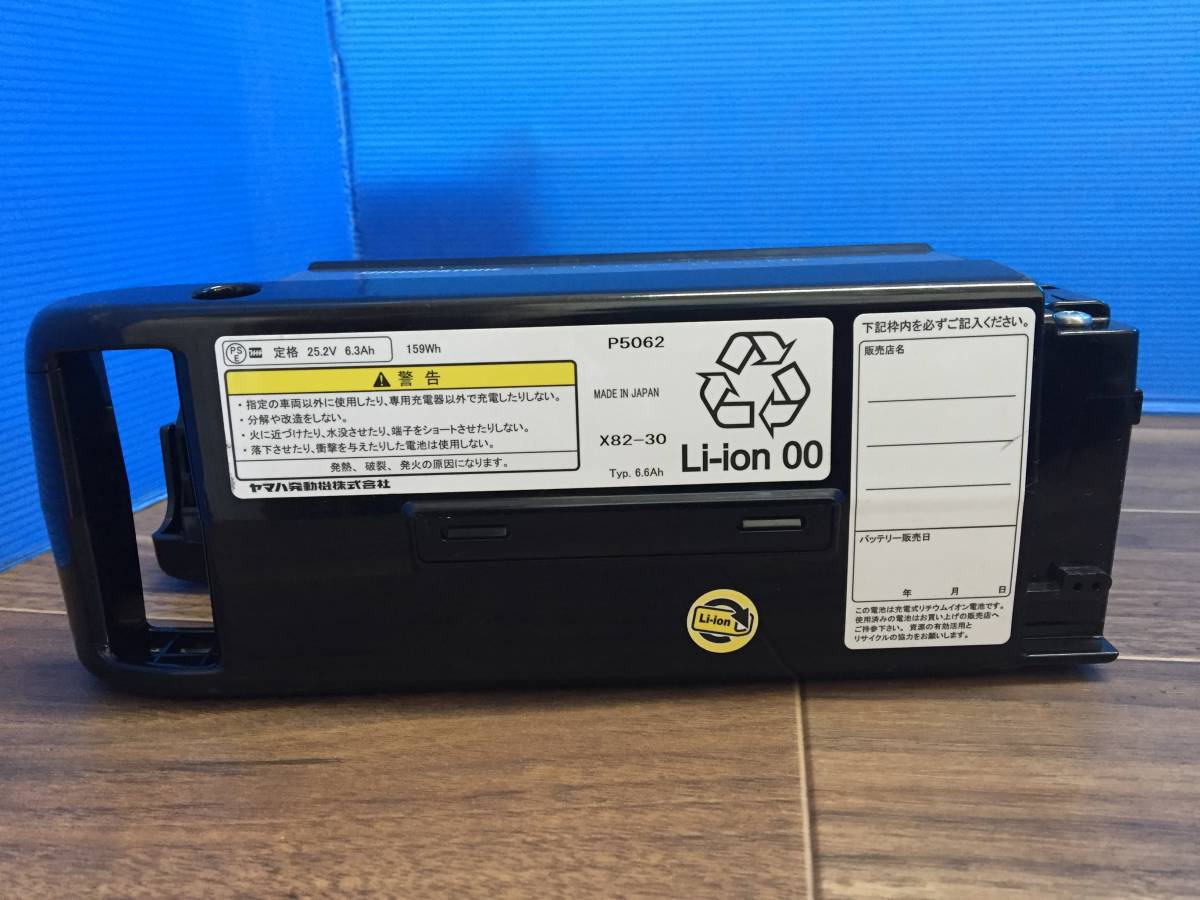 PS
E
定格 25.2V 6.3Ah
159Wh
警告
・指定の車両以外に使用したり、専用充電器以外で充電したりしない。
・分解や改造をしない。
・火に近づけたり、水没させたり、端子をショートさせたりしない。
・落下させたり、衝撃を与えたりした電池は使用しない。
発熱、破裂、発火の原因になります。
ヤマハ発動機株式会社
P5062
MADE IN JAPAN
X82-30
Typ. 6.6Ah
Li-ion 00
Li-ion
下記枠内を必ずご記入ください。
販売店名
バッテリー販売日
年 月 日
この電池は充電式リチウムイオン電池です。
使用済みの電池はお買い上げの販売店へ
ご持参下さい。資源の有効活用と
リサイクルの協力をお願いします。